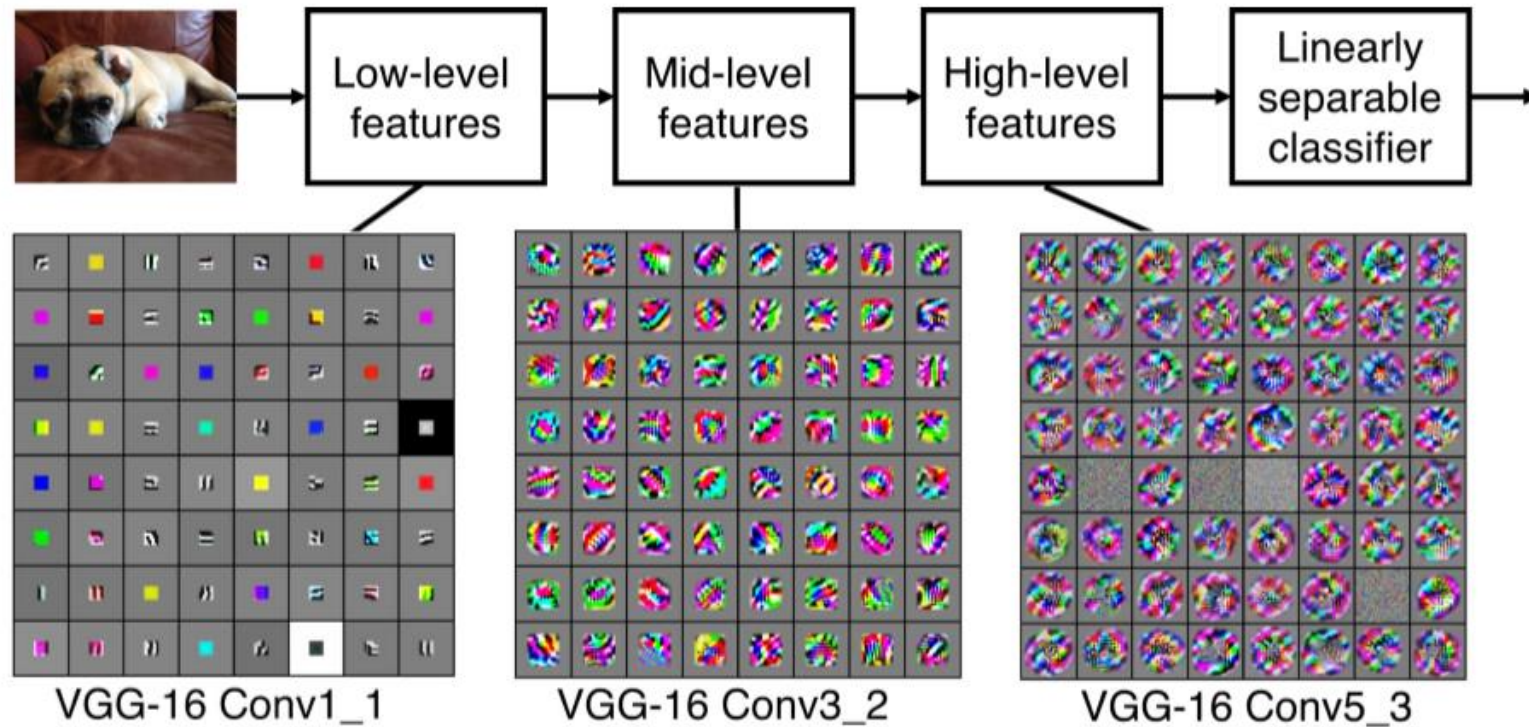 Low-level
features
Mid-level
features
High-level
features
Linearly
separable
classifier
VGG-16 Conv1_1
VGG-16 Conv3_2
VGG-16 Conv5_3